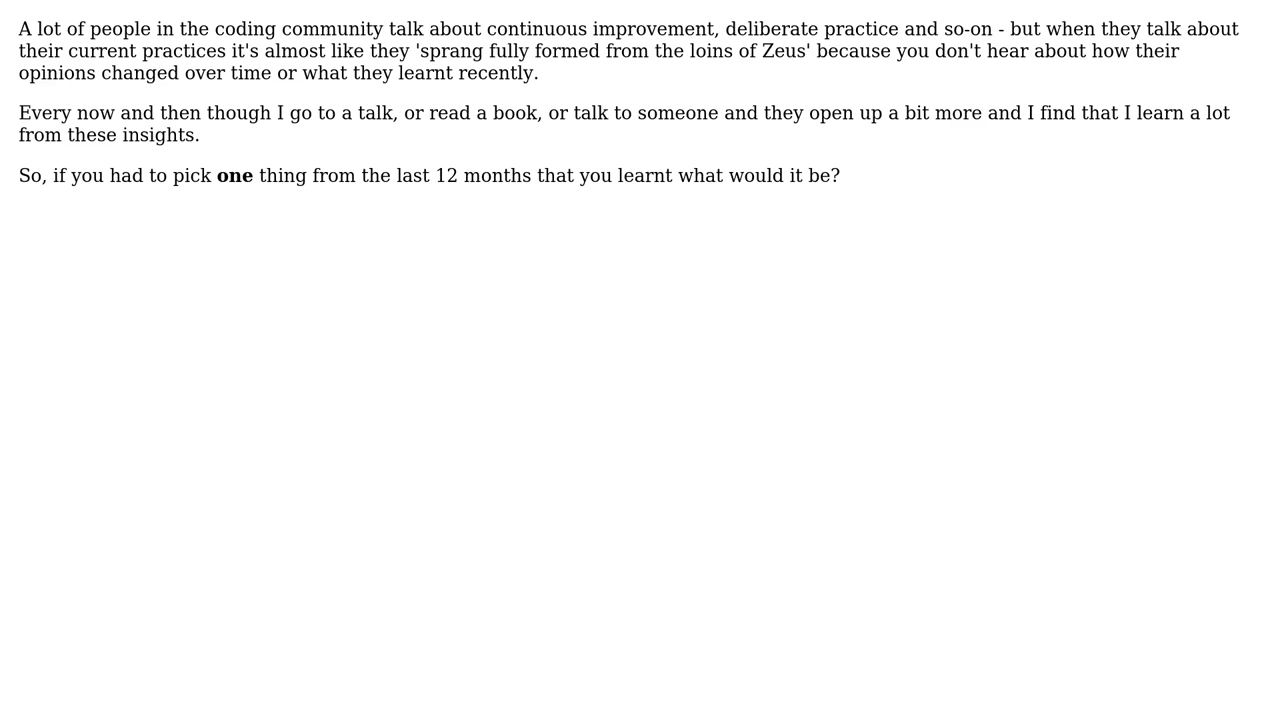 A lot of people in the coding community talk about continuous improvement, deliberate practice and so-on - but when they talk about
their current practices it's almost like they 'sprang fully formed from the loins of Zeus' because you don't hear about how their
opinions changed over time or what they learnt recently.
Every now and then though I go to a talk, or read a book, or talk to someone and they open up a bit more and I find that I learn a lot
from these insights.
So, if you had to pick one thing from the last 12 months that you learnt what would it be?